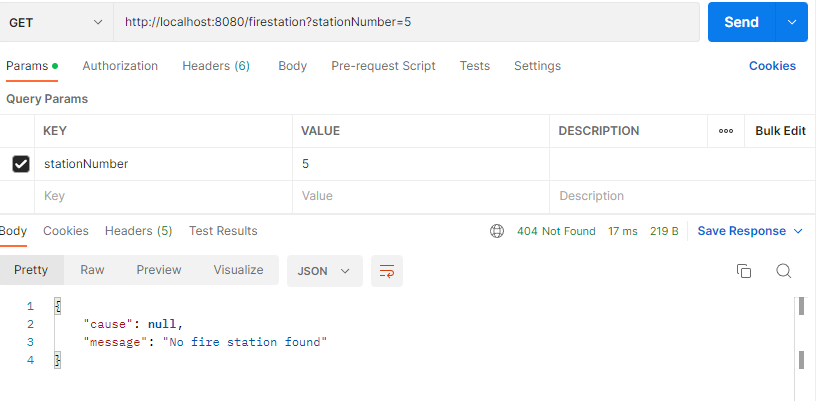 GET http://localhost:8080/firestation?stationNumber=5 Send
Params Authorization Headers (6) Body Pre-request Script Tests Settings Cookies
Query Params
KEY VALUE DESCRIPTION ooo Bulk Edit
stationNumber 5
Key Value Description
Body Cookies Headers (5) Test Results 404 Not Found 17 ms 219 B Save Response
Pretty Raw Preview Visualize JSON
1 {
2 "cause": null,
3 "message": "No fire station found"
4 }